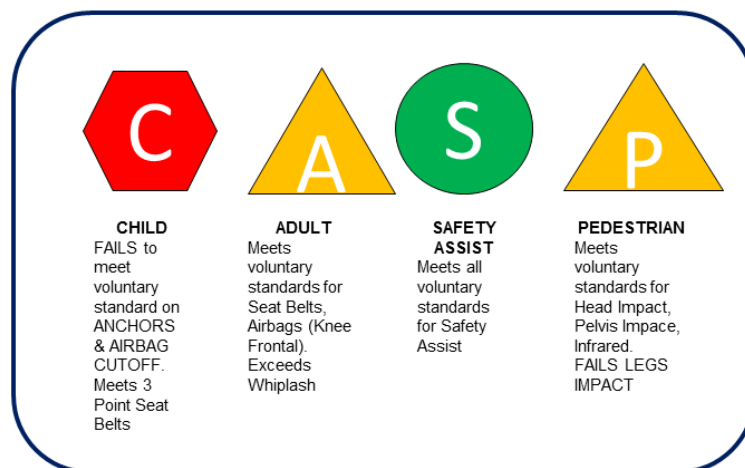 C
A
S
P
CHILD
FAILS to
meet
voluntary
standard on
ANCHORS
& AIRBAG
CUTOFF.
Meets 3
Point Seat
Belts
ADULT
Meets
voluntary
standards for
Seat Belts,
Airbags (Knee
Frontal).
Exceeds
Whiplash
SAFETY
ASSIST
Meets all
voluntary
standards
for Safety
Assist
PEDESTRIAN
Meets
voluntary
standards for
Head Impact,
Pelvis Impace,
Infrared.
FAILS LEGS
IMPACT